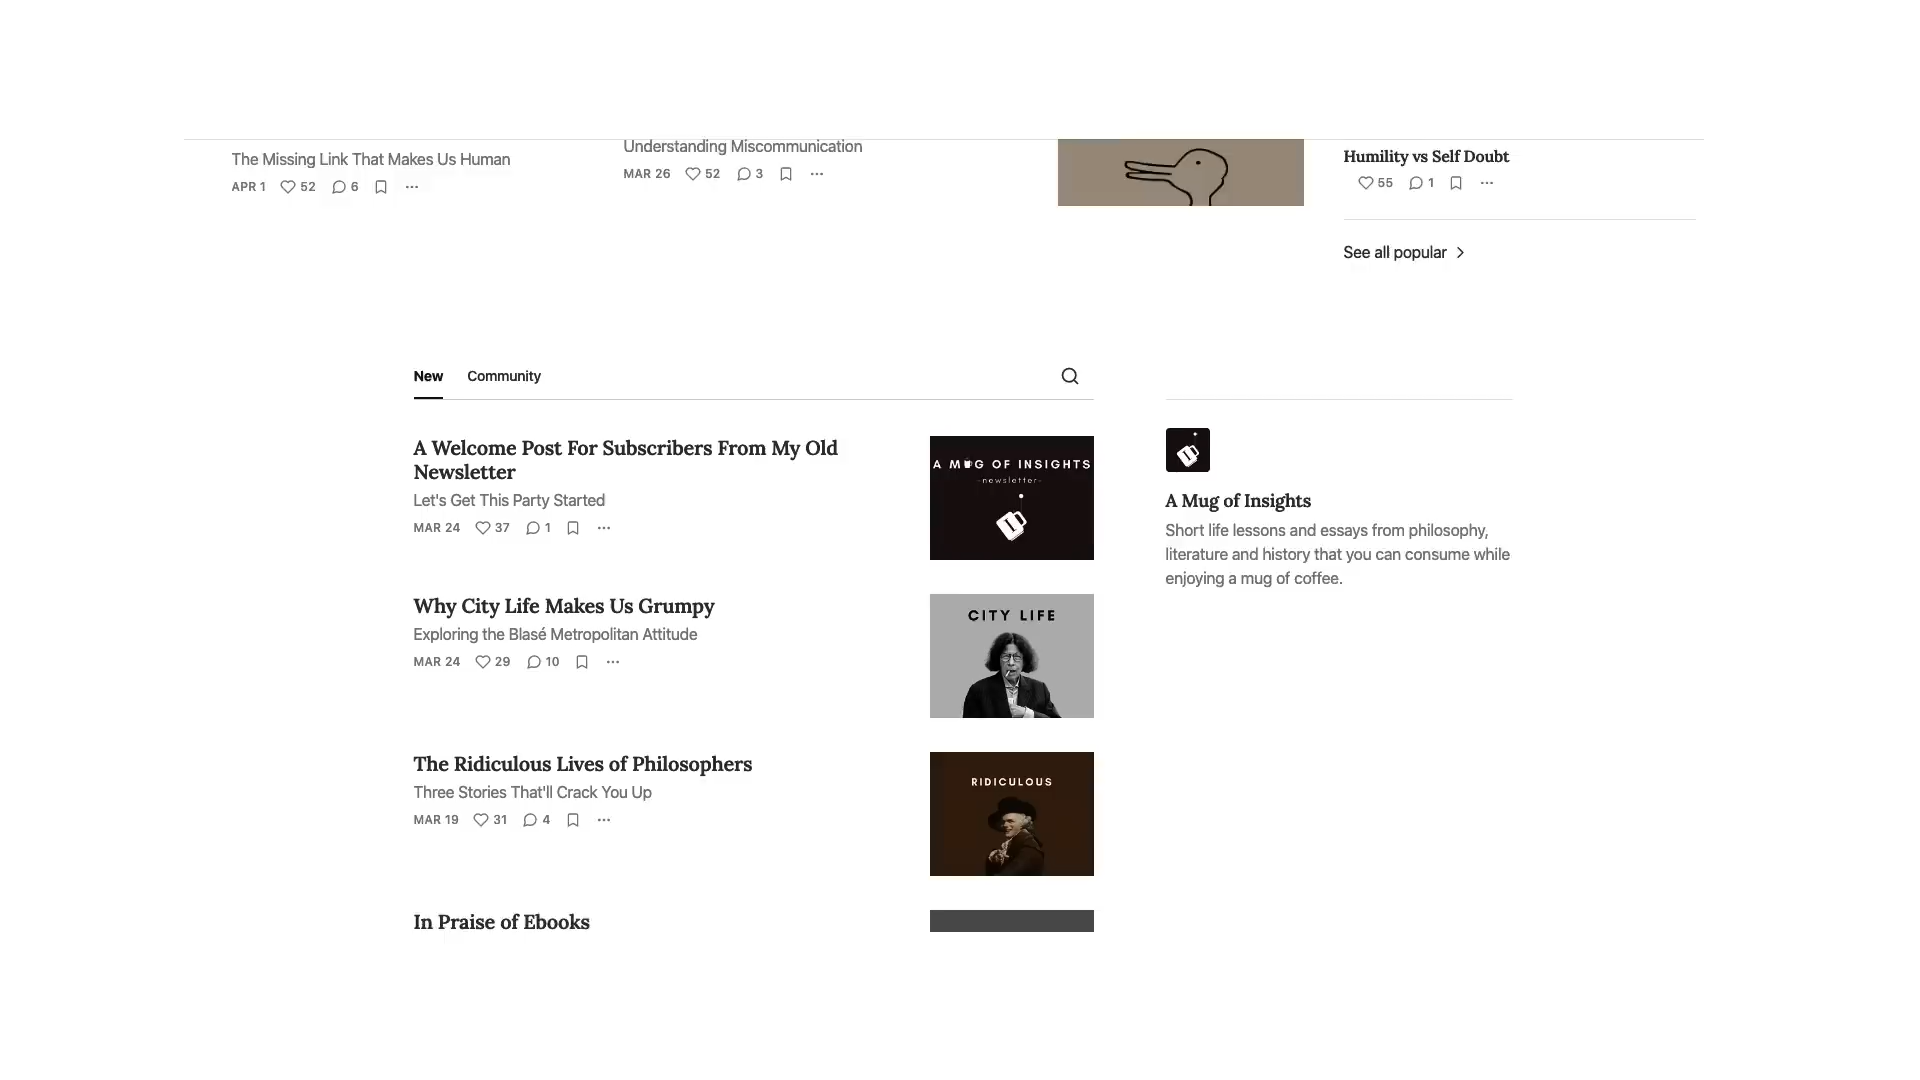 The Missing Link That Makes Us Human
APR 1 52 6
Understanding Miscommunication
MAR 26 52 3
Humility vs Self Doubt
55 1
See all popular
New Community
A Welcome Post For Subscribers From My Old
Newsletter
Let's Get This Party Started
MAR 24 37 1
A MUG OF INSIGHTS
-newsletter-
Why City Life Makes Us Grumpy
Exploring the Blasé Metropolitan Attitude
MAR 24 29 10
CITY LIFE
The Ridiculous Lives of Philosophers
Three Stories That'll Crack You Up
MAR 19 31 4
RIDICULOUS
In Praise of Ebooks
A Mug of Insights
Short life lessons and essays from philosophy,
literature and history that you can consume while
enjoying a mug of coffee.